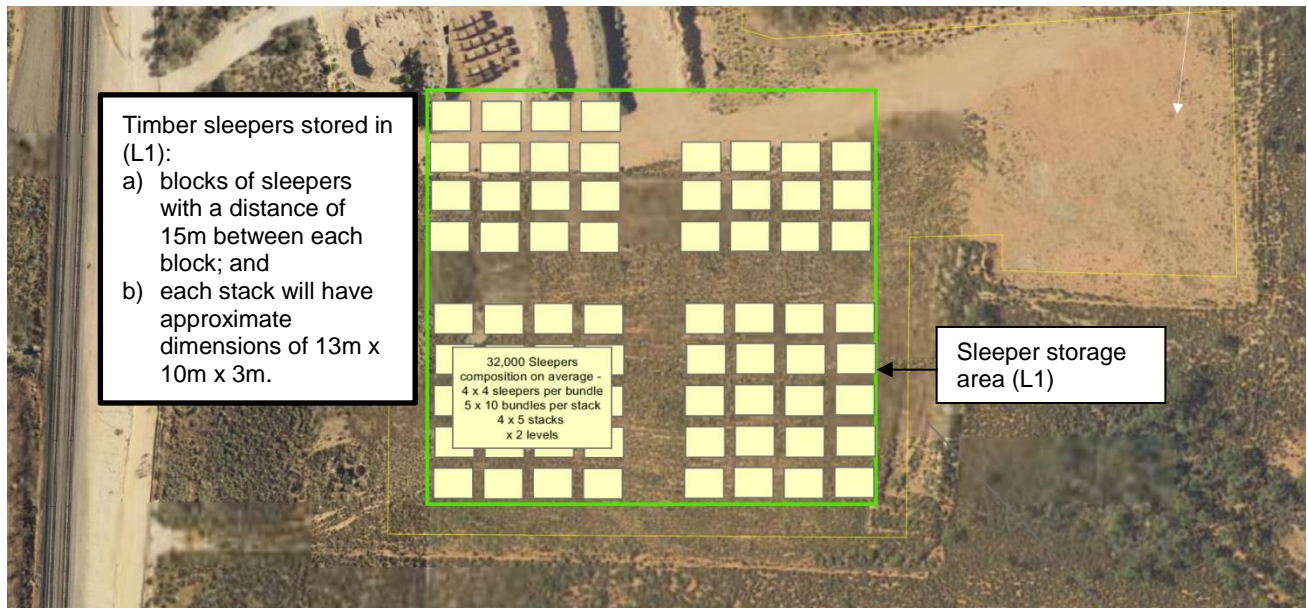 Timber sleepers stored in
(L1):
a) blocks of sleepers
with a distance of
15m between each
block; and
b) each stack will have
approximate
dimensions of 13m x
10m x 3m.
32,000 Sleepers
composition on average -
4 x 4 sleepers per bundle
5 x 10 bundles per stack
4 x 5 stacks
x 2 levels
Sleeper storage
area (L1)